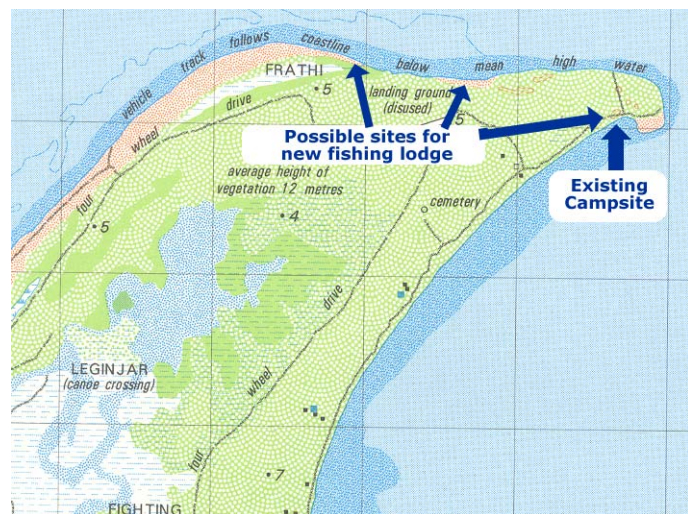 vehicle track follows coastline below mean high water
FRATHI
5
landing ground
(disused)
5
four wheel drive
Possible sites for
new fishing lodge
Existing
Campsite
average height of
vegetation 12 metres
4
5
cemetery
four wheel drive
LEGINJAR
(canoe crossing)
7
FIGHTING